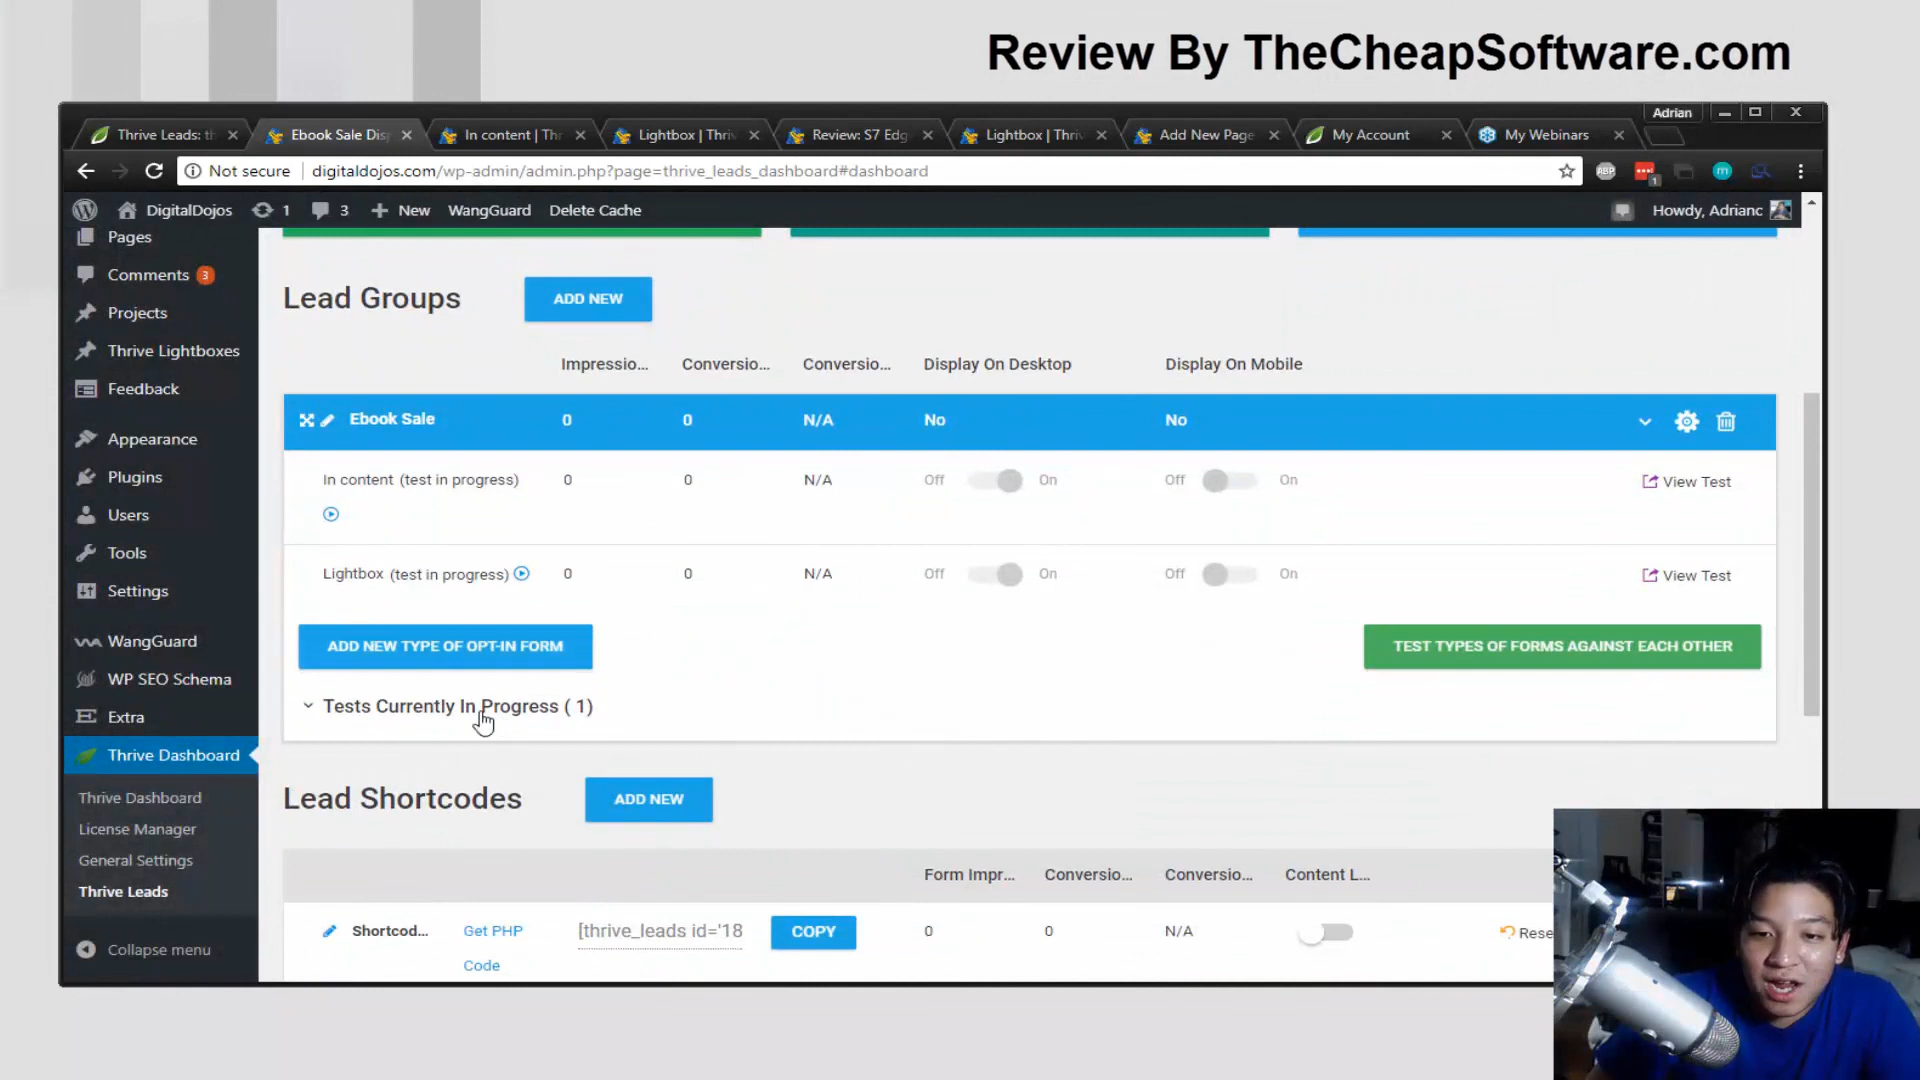 Review By TheCheapSoftware.com
Adrian
Thrive Leads: th
Ebook Sale Disp
In content | Thr
Lightbox | Thriv
Review: S7 Edg
Lightbox | Thriv
Add New Page
My Account
My Webinars
Not secure
digitaldojos.com/wp-admin/admin.php?page=thrive_leads_dashboard#dashboard
ABP
1
m
DigitalDojos
1
3
New
WangGuard
Delete Cache
Howdy, Adrianc
Pages
Comments 3
Projects
Thrive Lightboxes
Feedback
Appearance
Plugins
Users
Tools
Settings
WangGuard
WP SEO Schema
Extra
Thrive Dashboard
Thrive Dashboard
License Manager
General Settings
Thrive Leads
Collapse menu
Lead Groups
ADD NEW
Impressio... Conversio... Conversio... Display On Desktop Display On Mobile
Ebook Sale 0 0 N/A No No
In content (test in progress) 0 0 N/A Off On Off On View Test
Lightbox (test in progress) 0 0 N/A Off On Off On View Test
ADD NEW TYPE OF OPT-IN FORM
TEST TYPES OF FORMS AGAINST EACH OTHER
Tests Currently In Progress ( 1)
Lead Shortcodes
ADD NEW
Form Impr... Conversio... Conversio... Content L...
Shortcod... Get PHP Code [thrive_leads id='18 COPY 0 0 N/A Rese